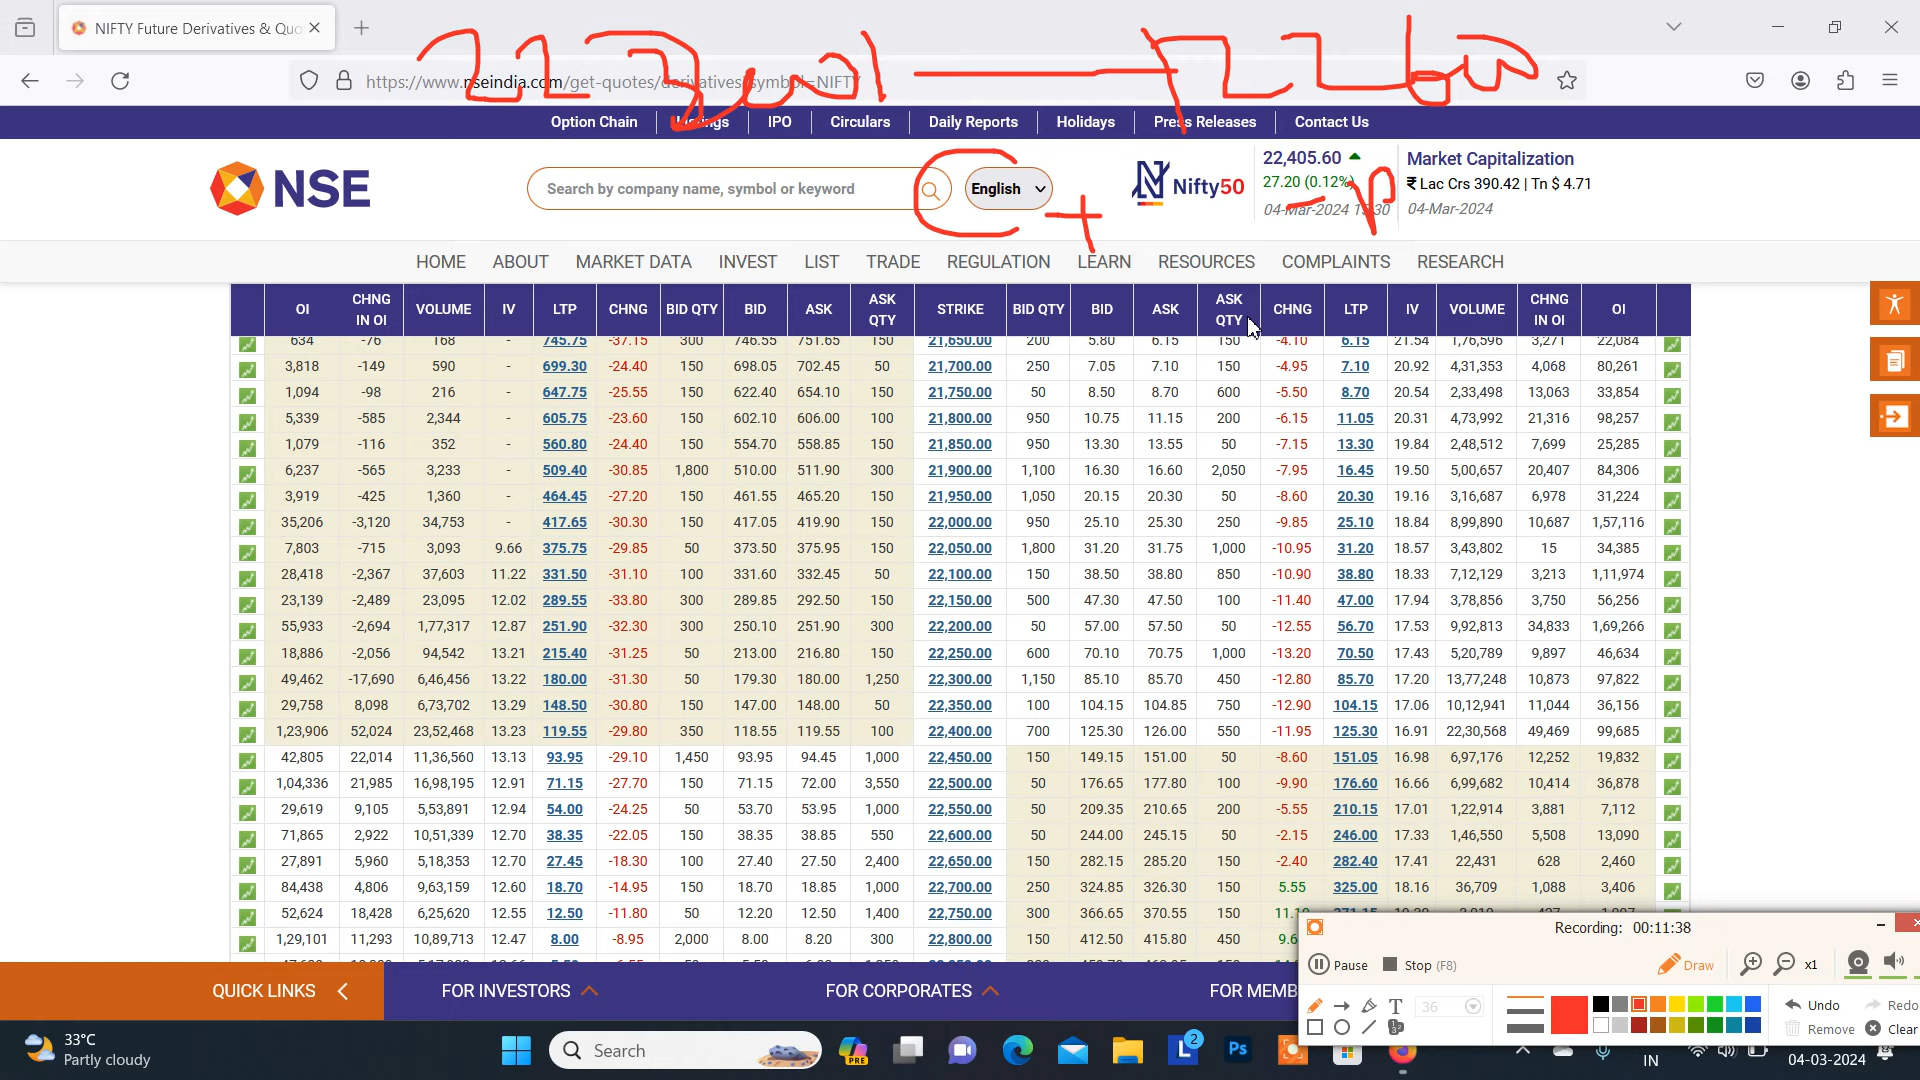 NIFTY Future Derivatives & Quo
https://www.nseindia.com/get-quotes/derivatives?symbol=NIFTY
Option Chain IPO Circulars Daily Reports Holidays Press Releases Contact Us
NSE
Search by company name, symbol or keyword
English
Nifty50
22,405.60
27.20 (0.12%)
04-Mar-2024 15:30
Market Capitalization
₹ Lac Crs 390.42 | Tn $ 4.71
04-Mar-2024
C + - P
HOME ABOUT MARKET DATA INVEST LIST TRADE REGULATION LEARN RESOURCES COMPLAINTS RESEARCH
OI CHNG IN OI VOLUME IV LTP CHNG BID QTY BID ASK ASK QTY STRIKE BID QTY BID ASK ASK QTY CHNG LTP IV VOLUME CHNG IN OI OI
634 -76 168 - 745.75 -37.15 300 746.55 751.65 150 21,650.00 200 5.80 6.15 150 -4.10 6.15 21.54 1,76,596 3,271 22,084
3,818 -149 590 - 699.30 -24.40 150 698.05 702.45 50 21,700.00 250 7.05 7.10 150 -4.95 7.10 20.92 4,31,353 4,068 80,261
1,094 -98 216 - 647.75 -25.55 150 622.40 654.10 150 21,750.00 50 8.50 8.70 600 -5.50 8.70 20.54 2,33,498 13,063 33,854
5,339 -585 2,344 - 605.75 -23.60 150 602.10 606.00 100 21,800.00 950 10.75 11.15 200 -6.15 11.05 20.31 4,73,992 21,316 98,257
1,079 -116 352 - 560.80 -24.40 150 554.70 558.85 150 21,850.00 950 13.30 13.55 50 -7.15 13.30 19.84 2,48,512 7,699 25,285
6,237 -565 3,233 - 509.40 -30.85 1,800 510.00 511.90 300 21,900.00 1,100 16.30 16.60 2,050 -7.95 16.45 19.50 5,00,657 20,407 84,306
3,919 -425 1,360 - 464.45 -27.20 150 461.55 465.20 150 21,950.00 1,050 20.15 20.30 50 -8.60 20.30 19.16 3,16,687 6,978 31,224
35,206 -3,120 34,753 - 417.65 -30.30 150 417.05 419.90 150 22,000.00 950 25.10 25.30 250 -9.85 25.10 18.84 8,99,890 10,687 1,57,116
7,803 -715 3,093 9.66 375.75 -29.85 50 373.50 375.95 150 22,050.00 1,800 31.20 31.75 1,000 -10.95 31.20 18.57 3,43,802 15 34,385
28,418 -2,367 37,603 11.22 331.50 -31.10 100 331.60 332.45 50 22,100.00 150 38.50 38.80 850 -10.90 38.80 18.33 7,12,129 3,213 1,11,974
23,139 -2,489 23,095 12.02 289.55 -33.80 300 289.85 292.50 150 22,150.00 500 47.30 47.50 100 -11.40 47.00 17.94 3,78,856 3,750 56,256
55,933 -2,694 1,77,317 12.87 251.90 -32.30 300 250.10 251.90 300 22,200.00 50 57.00 57.50 50 -12.55 56.70 17.53 9,92,813 34,833 1,69,266
18,886 -2,056 94,542 13.21 215.40 -31.25 50 213.00 216.80 150 22,250.00 600 70.10 70.75 1,000 -13.20 70.50 17.43 5,20,789 9,897 46,634
49,462 -17,690 6,46,456 13.22 180.00 -31.30 50 179.30 180.00 1,250 22,300.00 1,150 85.10 85.70 450 -12.80 85.70 17.20 13,77,248 10,873 97,822
29,758 8,098 6,73,702 13.29 148.50 -30.80 150 147.00 148.00 50 22,350.00 100 104.15 104.85 750 -12.90 104.15 17.06 10,12,941 11,044 36,156
1,23,906 52,024 23,52,468 13.23 119.55 -29.80 350 118.55 119.55 100 22,400.00 700 125.30 126.00 550 -11.95 125.30 16.91 22,30,568 49,469 99,685
42,805 22,014 11,36,560 13.13 93.95 -29.10 1,450 93.95 94.45 1,000 22,450.00 150 149.15 151.00 50 -8.60 151.05 16.98 6,97,176 12,252 19,832
1,04,336 21,985 16,98,195 12.91 71.15 -27.70 150 71.15 72.00 3,550 22,500.00 50 176.65 177.80 100 -9.90 176.60 16.66 6,99,682 10,414 36,878
29,619 9,105 5,53,891 12.94 54.00 -24.25 50 53.70 53.95 1,000 22,550.00 50 209.35 210.65 200 -5.55 210.15 17.01 1,22,914 3,881 7,112
71,865 2,922 10,51,339 12.70 38.35 -22.05 150 38.35 38.85 550 22,600.00 50 244.00 245.15 50 -2.15 246.00 17.33 1,46,550 5,508 13,090
27,891 5,960 5,18,353 12.70 27.45 -18.30 100 27.40 27.50 2,400 22,650.00 150 282.15 285.20 150 -2.40 282.40 17.41 22,431 628 2,460
84,438 4,806 9,63,159 12.60 18.70 -14.95 150 18.70 18.85 1,000 22,700.00 250 324.85 326.30 150 5.55 325.00 18.16 36,709 1,088 3,406
52,624 18,428 6,25,620 12.55 12.50 -11.80 50 12.20 12.50 1,400 22,750.00 300 366.65 370.55 150
1,29,101 11,293 10,89,713 12.47 8.00 -8.95 2,000 8.00 8.20 300 22,800.00 150 412.50 415.80 450
Recording: 00:11:38
Pause Stop (F8) Draw x1
36 Undo Redo
Remove Clear
QUICK LINKS FOR INVESTORS FOR CORPORATES FOR MEMB
33°C
Partly cloudy
Search
PRE
2
Ps
IN
04-03-2024